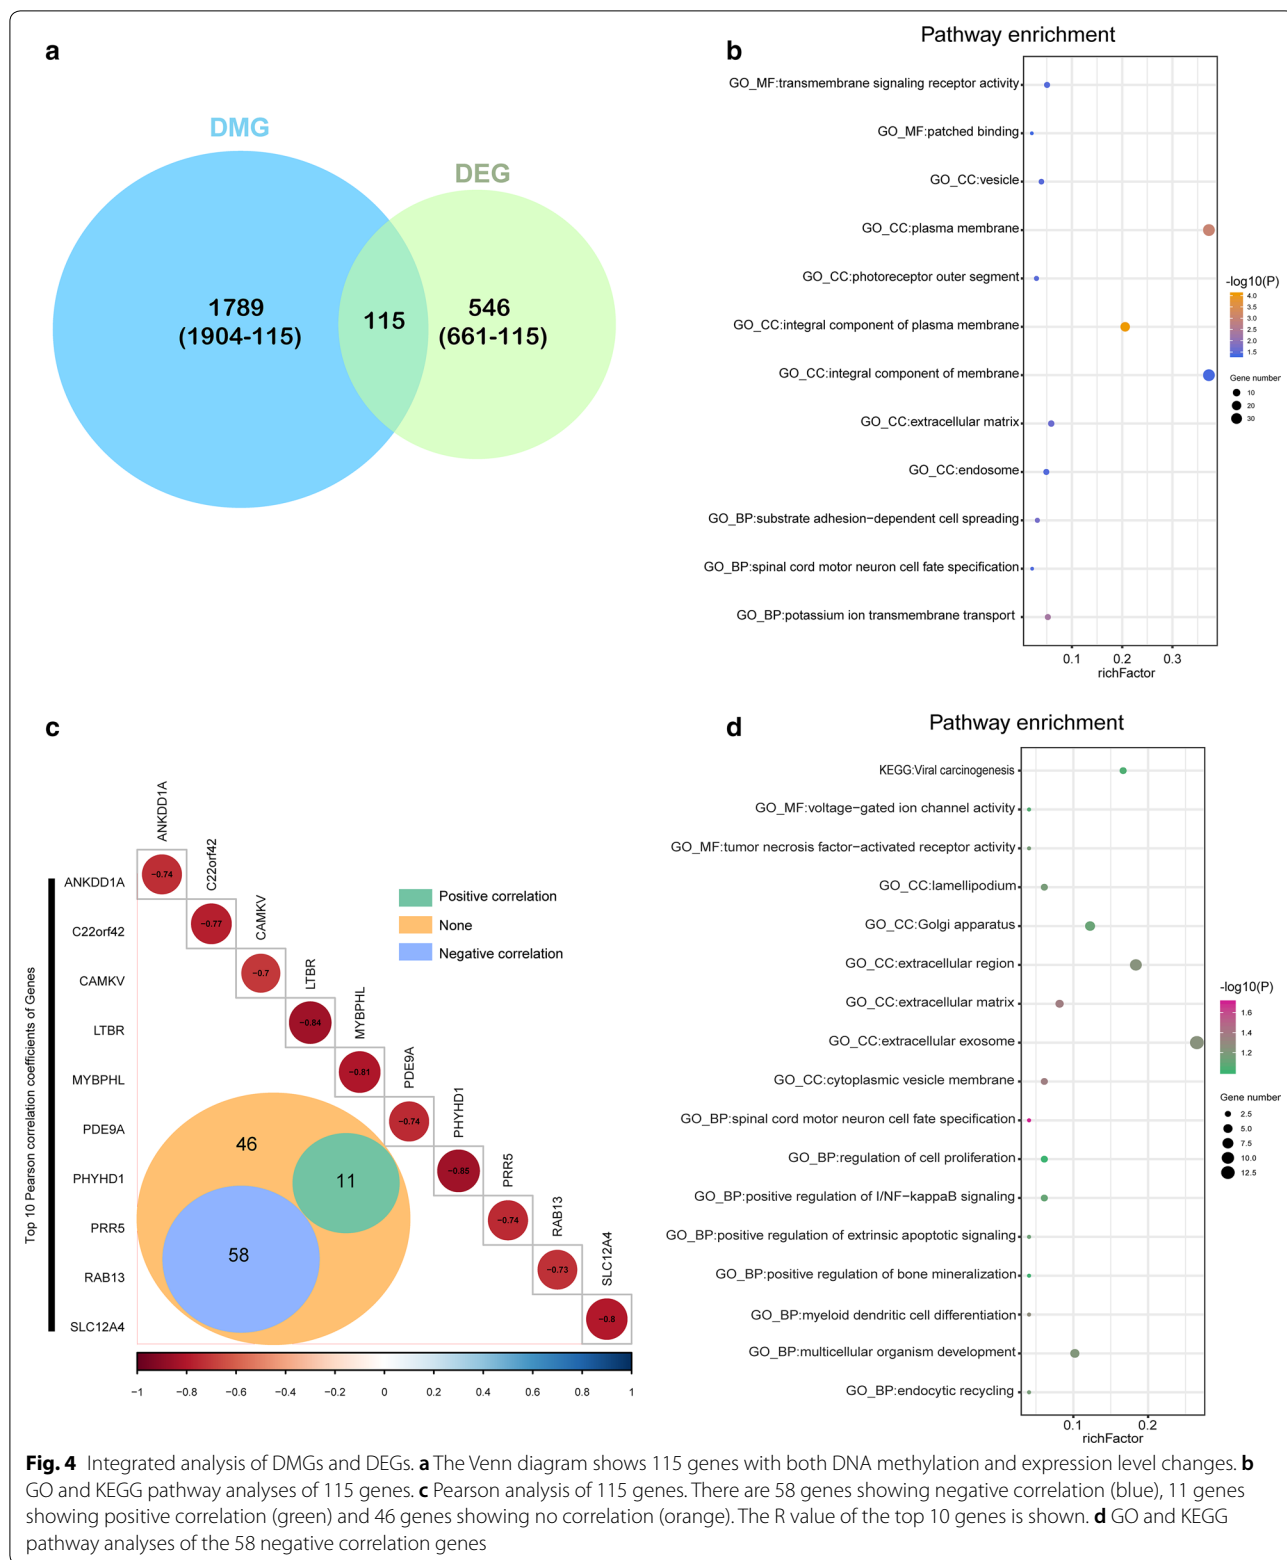 a
DMG
DEG
1789
(1904-115)
115
546
(661-115)
b
Pathway enrichment
GO_MF:transmembrane signaling receptor activity
GO_MF:patched binding
GO_CC:vesicle
GO_CC:plasma membrane
GO_CC:photoreceptor outer segment
GO_CC:integral component of plasma membrane
GO_CC:integral component of membrane
GO_CC:extracellular matrix
GO_CC:endosome
GO_BP:substrate adhesion−dependent cell spreading
GO_BP:spinal cord motor neuron cell fate specification
GO_BP:potassium ion transmembrane transport
0.1 0.2 0.3
richFactor
-log10(P)
4.0
3.5
3.0
2.5
2.0
1.5
Gene number
10
20
30
c
ANKDD1A
C22orf42
CAMKV
LTBR
MYBPHL
PDE9A
PHYHD1
PRR5
RAB13
SLC12A4
Top 10 Pearson correlation coefficients of Genes
ANKDD1A
C22orf42
CAMKV
LTBR
MYBPHL
PDE9A
PHYHD1
PRR5
RAB13
SLC12A4
−0.74
−0.77
−0.7
−0.84
−0.81
−0.74
−0.85
−0.74
−0.73
−0.8
Positive correlation
None
Negative correlation
46
11
58
−1 −0.8 −0.6 −0.4 −0.2 0 0.2 0.4 0.6 0.8 1
d
Pathway enrichment
KEGG:Viral carcinogenesis
GO_MF:voltage−gated ion channel activity
GO_MF:tumor necrosis factor−activated receptor activity
GO_CC:lamellipodium
GO_CC:Golgi apparatus
GO_CC:extracellular region
GO_CC:extracellular matrix
GO_CC:extracellular exosome
GO_CC:cytoplasmic vesicle membrane
GO_BP:spinal cord motor neuron cell fate specification
GO_BP:regulation of cell proliferation
GO_BP:positive regulation of I/NF−kappaB signaling
GO_BP:positive regulation of extrinsic apoptotic signaling
GO_BP:positive regulation of bone mineralization
GO_BP:myeloid dendritic cell differentiation
GO_BP:multicellular organism development
GO_BP:endocytic recycling
0.1 0.2
richFactor
-log10(P)
1.6
1.4
1.2
Gene number
2.5
5.0
7.5
10.0
12.5
Fig. 4 Integrated analysis of DMGs and DEGs. a The Venn diagram shows 115 genes with both DNA methylation and expression level changes. b
GO and KEGG pathway analyses of 115 genes. c Pearson analysis of 115 genes. There are 58 genes showing negative correlation (blue), 11 genes
showing positive correlation (green) and 46 genes showing no correlation (orange). The R value of the top 10 genes is shown. d GO and KEGG
pathway analyses of the 58 negative correlation genes